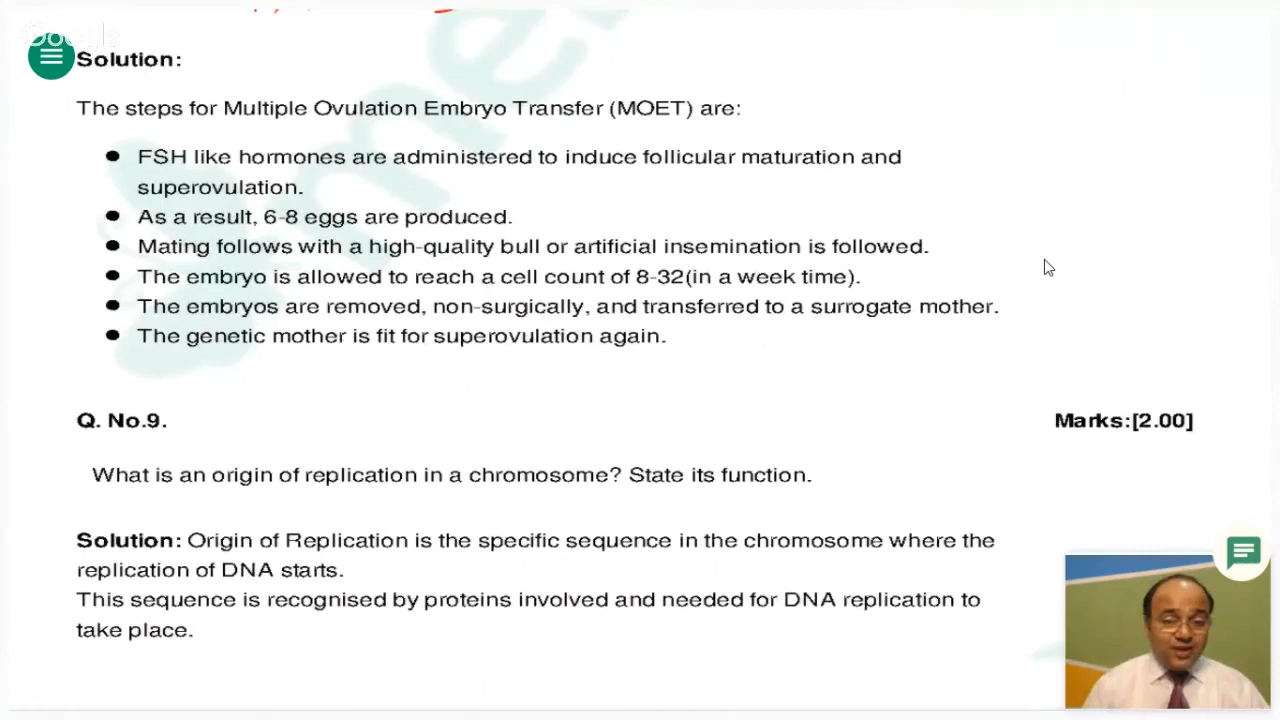 Google
Solution:
The steps for Multiple Ovulation Embryo Transfer (MOET) are:
● FSH like hormones are administered to induce follicular maturation and
superovulation.
● As a result, 6-8 eggs are produced.
● Mating follows with a high-quality bull or artificial insemination is followed.
● The embryo is allowed to reach a cell count of 8-32(in a week time).
● The embryos are removed, non-surgically, and transferred to a surrogate mother.
● The genetic mother is fit for superovulation again.
Q. No.9. Marks:[2.00]
What is an origin of replication in a chromosome? State its function.
Solution: Origin of Replication is the specific sequence in the chromosome where the
replication of DNA starts.
This sequence is recognised by proteins involved and needed for DNA replication to
take place.